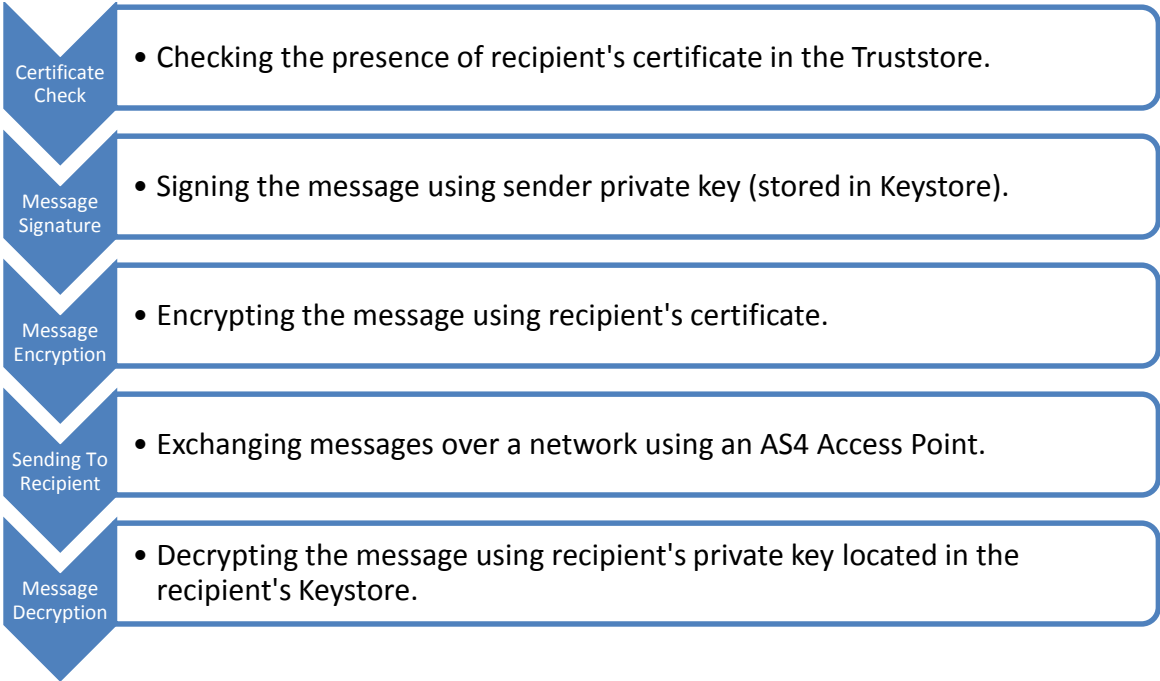 Certificate
Check
• Checking the presence of recipient's certificate in the Truststore.
Message
Signature
• Signing the message using sender private key (stored in Keystore).
Message
Encryption
• Encrypting the message using recipient's certificate.
Sending To
Recipient
• Exchanging messages over a network using an AS4 Access Point.
Message
Decryption
• Decrypting the message using recipient's private key located in the
recipient's Keystore.